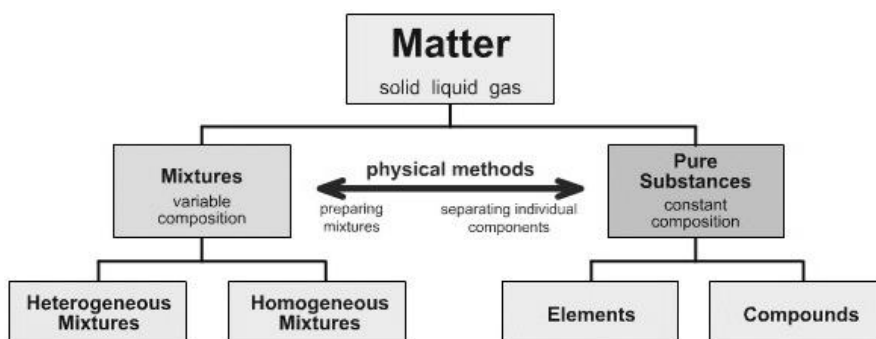 Matter
solid liquid gas
Mixtures
variable
composition
physical methods
preparing
mixtures
separating individual
components
Pure
Substances
constant
composition
Heterogeneous
Mixtures
Homogeneous
Mixtures
Elements
Compounds